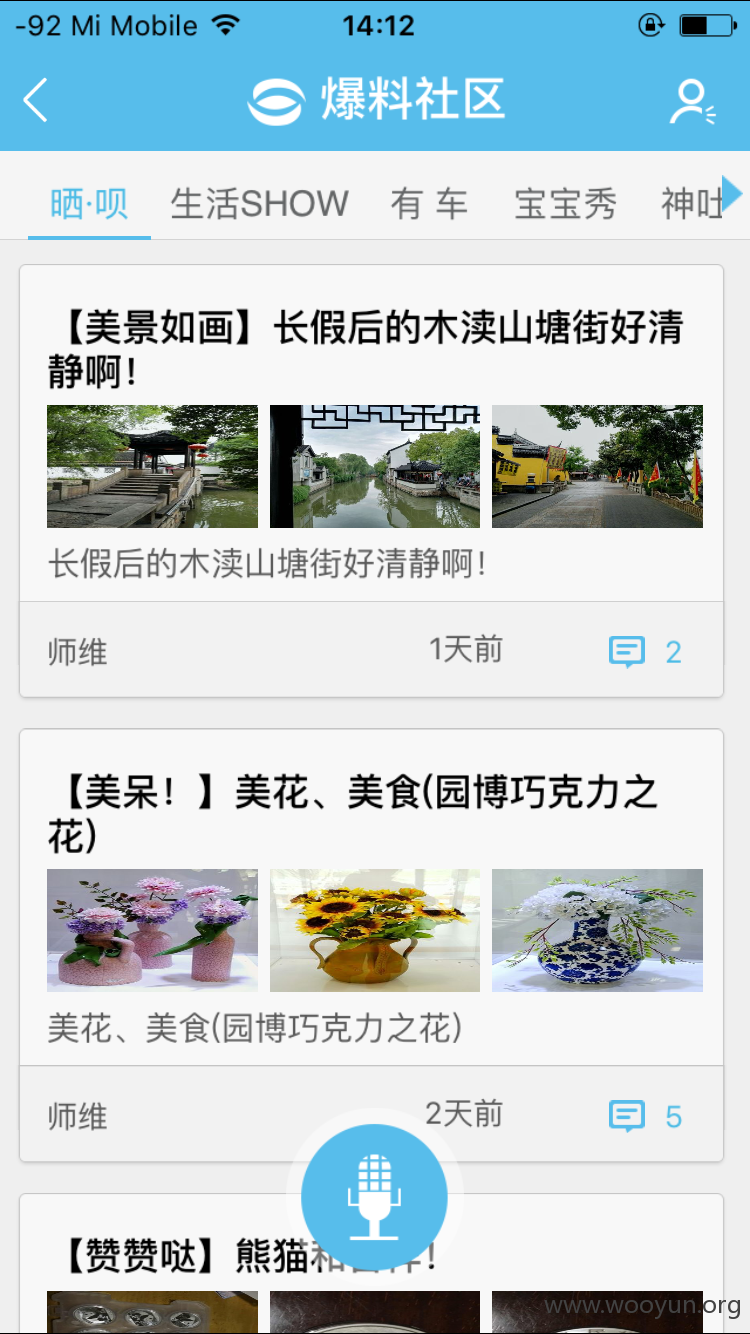 -92 Mi Mobile 14:12
爆料社区
晒·呗 生活SHOW 有 车 宝宝秀 神吐
【美景如画】长假后的木渎山塘街好清
静啊！
长假后的木渎山塘街好清静啊！
师维 1天前 2
【美呆！】美花、美食(园博巧克力之
花)
美花、美食(园博巧克力之花)
师维 2天前 5
【赞赞哒】熊猫和
www.wooyun.org